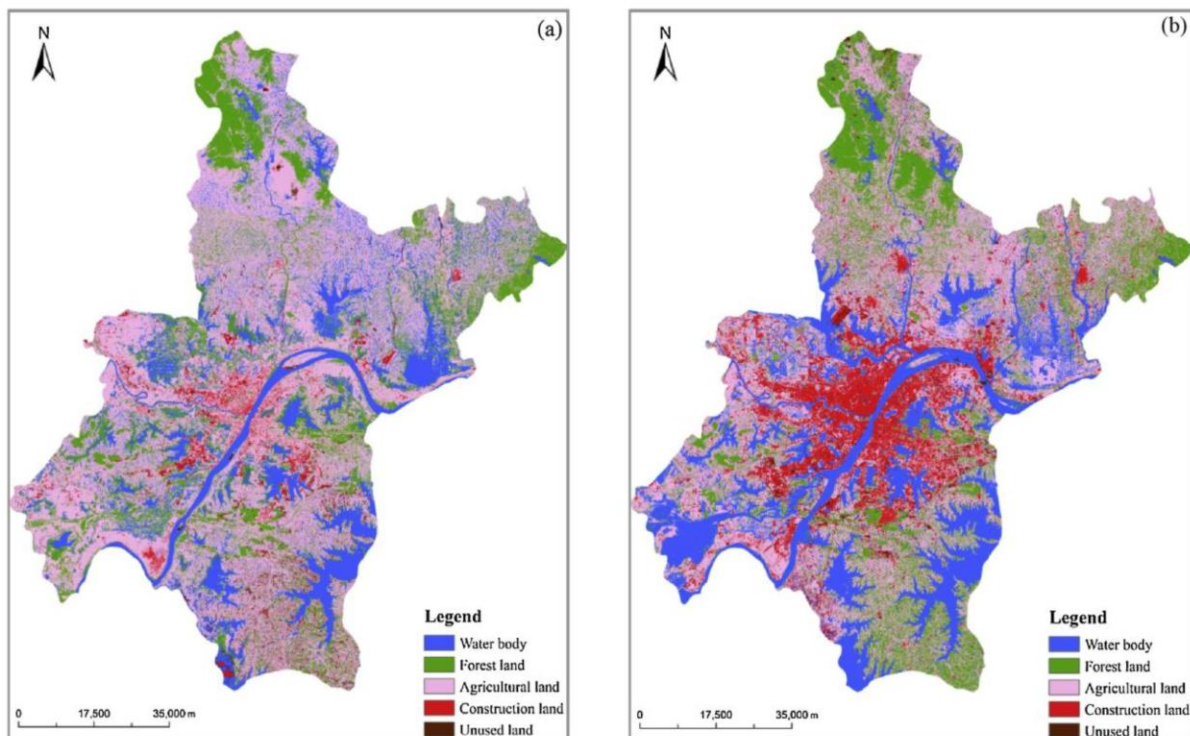 (a)
N
Legend
Water body
Forest land
Agricultural land
Construction land
Unused land
0 17,500 35,000 m
(b)
N
Legend
Water body
Forest land
Agricultural land
Construction land
Unused land
0 17,500 35,000 m